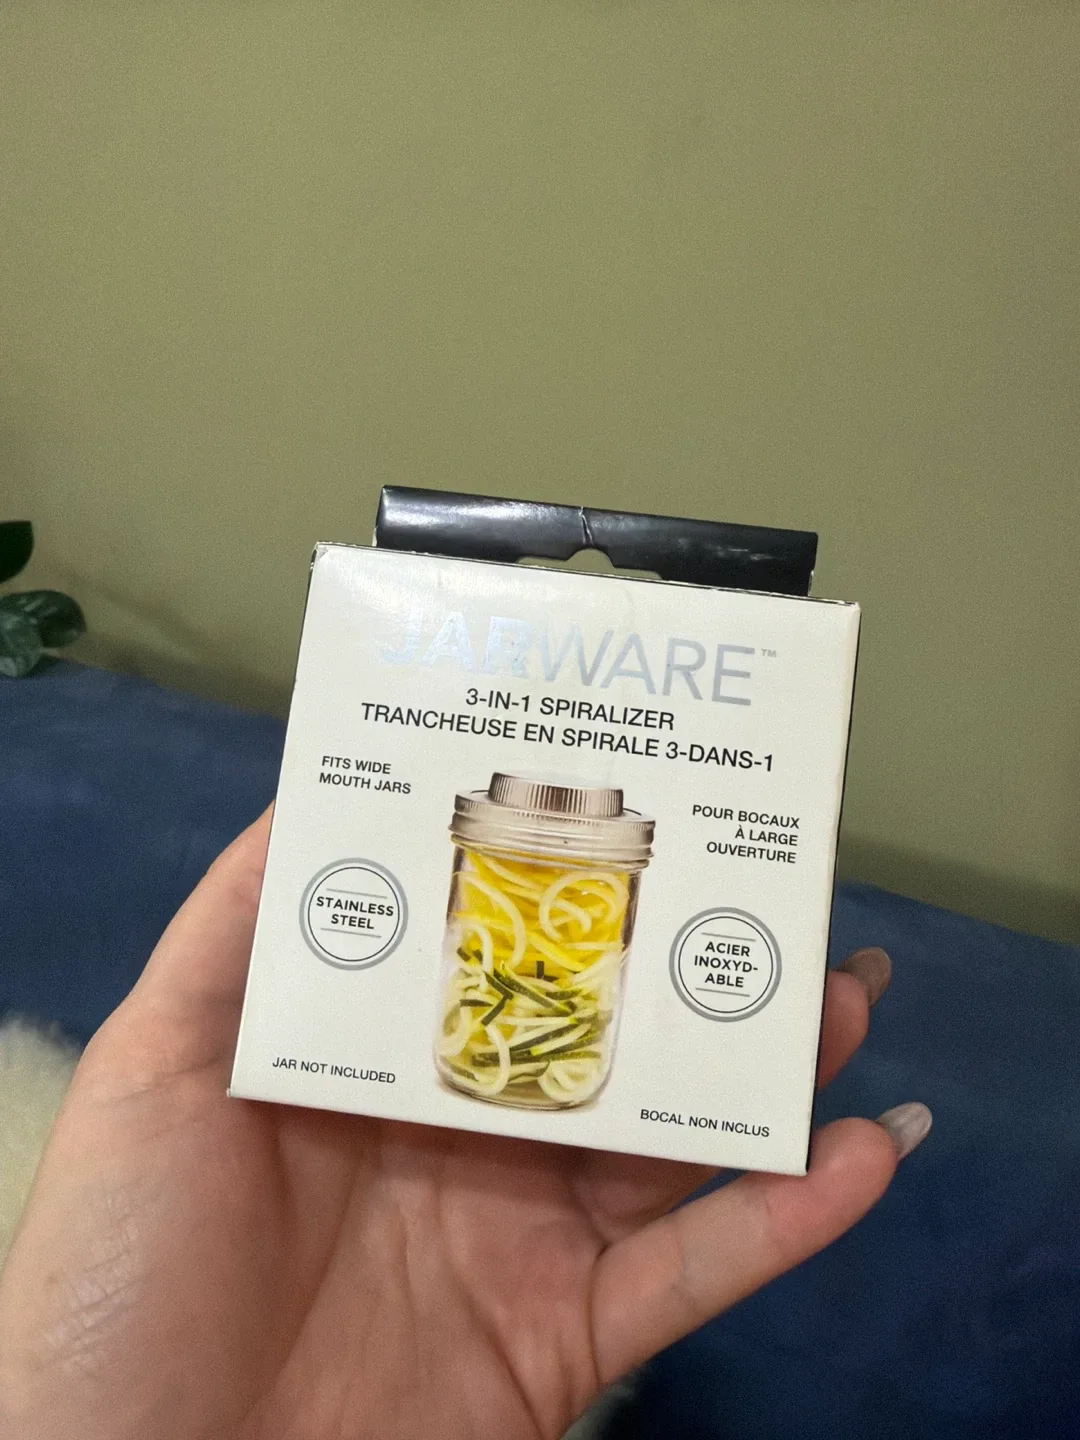 JARWARE™
3-IN-1 SPIRALIZER
TRANCHEUSE EN SPIRALE 3-DANS-1
FITS WIDE
MOUTH JARS
POUR BOCAUX
À LARGE
OUVERTURE
STAINLESS
STEEL
ACIER
INOXYD-
ABLE
JAR NOT INCLUDED
BOCAL NON INCLUS